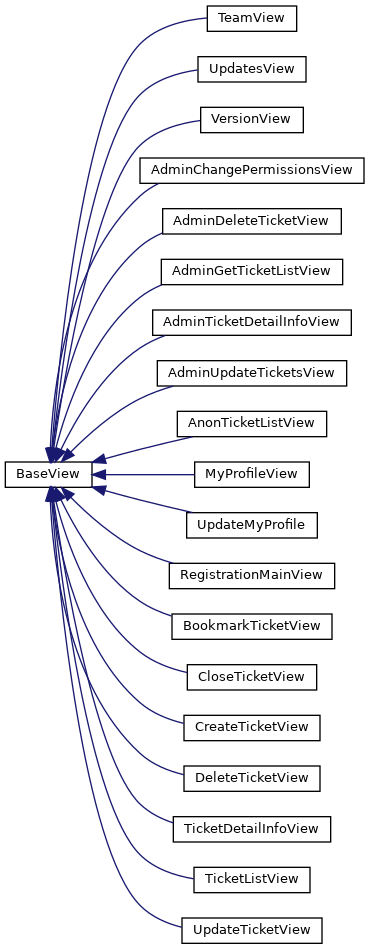 TeamView
UpdatesView
VersionView
AdminChangePermissionsView
AdminDeleteTicketView
AdminGetTicketListView
AdminTicketDetailInfoView
AdminUpdateTicketsView
AnonTicketListView
BaseView
MyProfileView
UpdateMyProfile
RegistrationMainView
BookmarkTicketView
CloseTicketView
CreateTicketView
DeleteTicketView
TicketDetailInfoView
TicketListView
UpdateTicketView